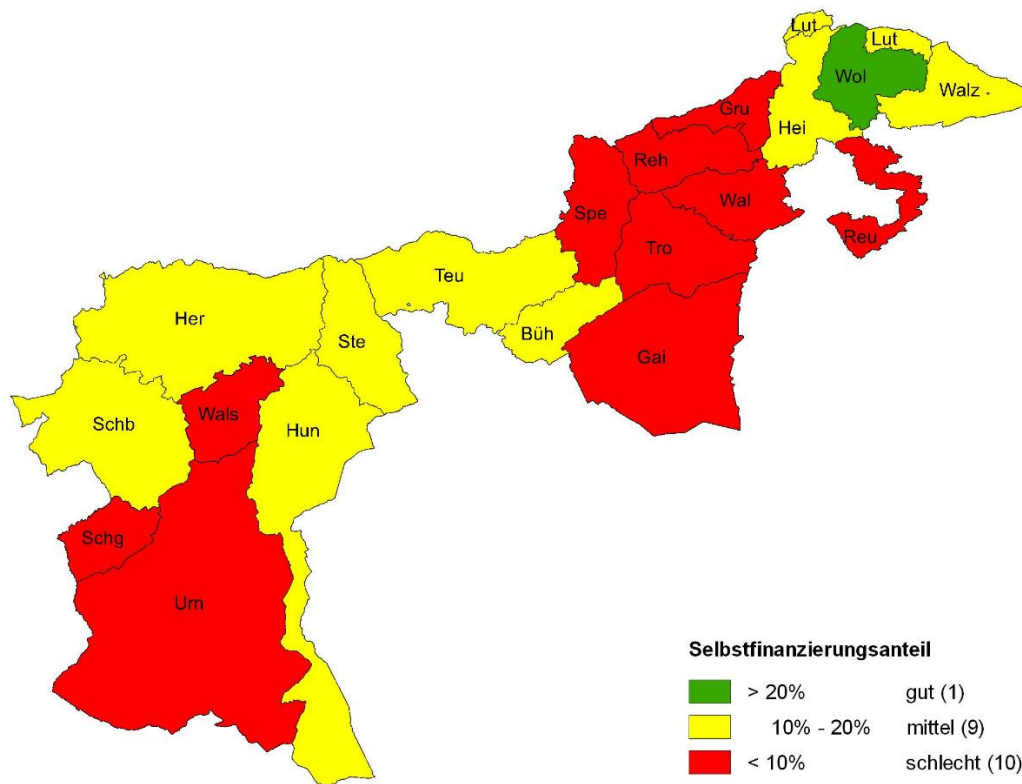 Lut
Lut
Wol
Walz
Gru
Hei
Reh
Wal
Spe
Reu
Tro
Teu
Her
Büh
Ste
Gai
Wals
Schb
Hun
Schg
Urn
Selbstfinanzierungsanteil
> 20% gut (1)
10% - 20% mittel (9)
< 10% schlecht (10)